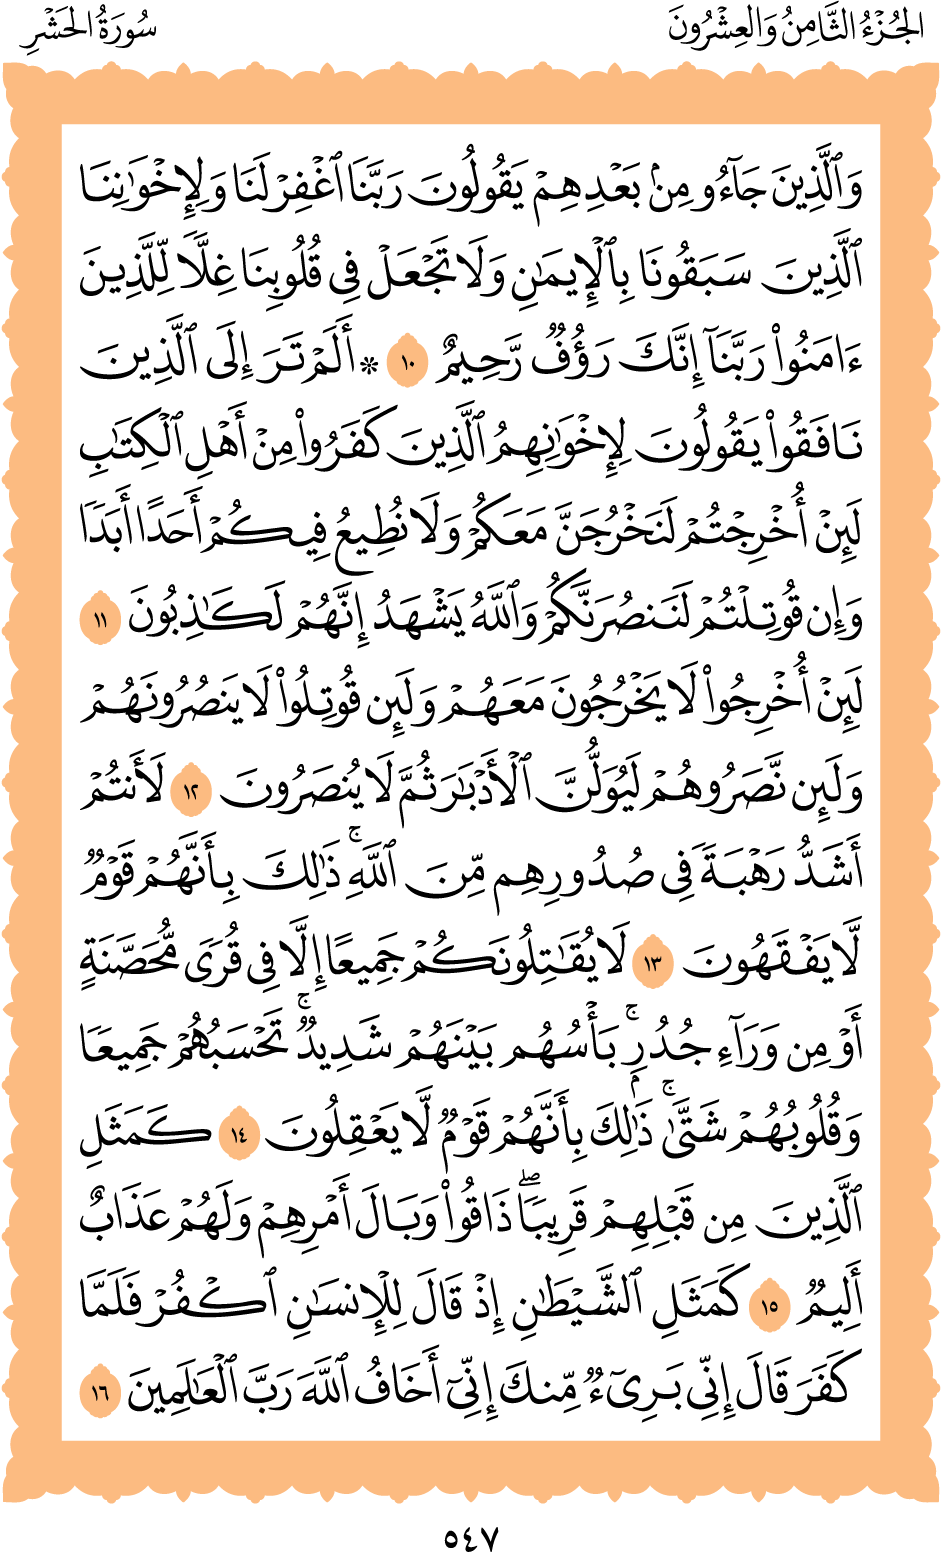 الجُزْءُ الثَّامِنُ وَالعِشْرُونَ
سُورَةُ الحَشْرِ
وَٱلَّذِينَ جَآءُو مِنۢ بَعْدِهِمْ يَقُولُونَ رَبَّنَا ٱغْفِرْ لَنَا وَلِإِخْوَٰنِنَا
ٱلَّذِينَ سَبَقُونَا بِٱلْإِيمَٰنِ وَلَا تَجْعَلْ فِى قُلُوبِنَا غِلًّا لِّلَّذِينَ
ءَامَنُوا۟ رَبَّنَآ إِنَّكَ رَءُوفٌ رَّحِيمٌ ١٠ * أَلَمْ تَرَ إِلَى ٱلَّذِينَ
نَافَقُوا۟ يَقُولُونَ لِإِخْوَٰنِهِمُ ٱلَّذِينَ كَفَرُوا۟ مِنْ أَهْلِ ٱلْكِتَٰبِ
لَئِنْ أُخْرِجْتُمْ لَنَخْرُجَنَّ مَعَكُمْ وَلَا نُطِيعُ فِيكُمْ أَحَدًا أَبَدًا
وَإِن قُوتِلْتُمْ لَنَنصُرَنَّكُمْ وَٱللَّهُ يَشْهَدُ إِنَّهُمْ لَكَٰذِبُونَ ١١
لَئِنْ أُخْرِجُوا۟ لَا يَخْرُجُونَ مَعَهُمْ وَلَئِن قُوتِلُوا۟ لَا يَنصُرُونَهُمْ
وَلَئِن نَّصَرُوهُمْ لَيُوَلُّنَّ ٱلْأَدْبَٰرَ ثُمَّ لَا يُنصَرُونَ ١٢ لَأَنتُمْ
أَشَدُّ رَهْبَةً فِى صُدُورِهِم مِّنَ ٱللَّهِ ۚ ذَٰلِكَ بِأَنَّهُمْ قَوْمٌ
لَّا يَفْقَهُونَ ١٣ لَا يُقَٰتِلُونَكُمْ جَمِيعًا إِلَّا فِى قُرًى مُّحَصَّنَةٍ
أَوْ مِن وَرَآءِ جُدُرٍۭ ۚ بَأْسُهُم بَيْنَهُمْ شَدِيدٌ ۚ تَحْسَبُهُمْ جَمِيعًا
وَقُلُوبُهُمْ شَتَّىٰ ۚ ذَٰلِكَ بِأَنَّهُمْ قَوْمٌ لَّا يَعْقِلُونَ ١٤ كَمَثَلِ
ٱلَّذِينَ مِن قَبْلِهِمْ قَرِيبًا ۖ ذَاقُوا۟ وَبَالَ أَمْرِهِمْ وَلَهُمْ عَذَابٌ
أَلِيمٌ ١٥ كَمَثَلِ ٱلشَّيْطَٰنِ إِذْ قَالَ لِلْإِنسَٰنِ ٱكْفُرْ فَلَمَّا
كَفَرَ قَالَ إِنِّى بَرِىٓءٌ مِّنكَ إِنِّىٓ أَخَافُ ٱللَّهَ رَبَّ ٱلْعَٰلَمِينَ ١٦
٥٤٧